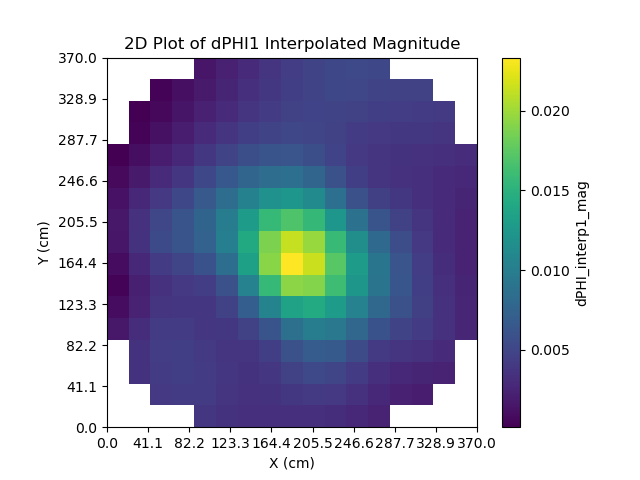 2D Plot of dPHI1 Interpolated Magnitude
370.0
328.9
287.7
246.6
205.5
164.4
123.3
82.2
41.1
0.0
Y (cm)
0.0 41.1 82.2 123.3 164.4 205.5 246.6 287.7 328.9 370.0
X (cm)
0.020
0.015
0.010
0.005
dPHI_interp1_mag